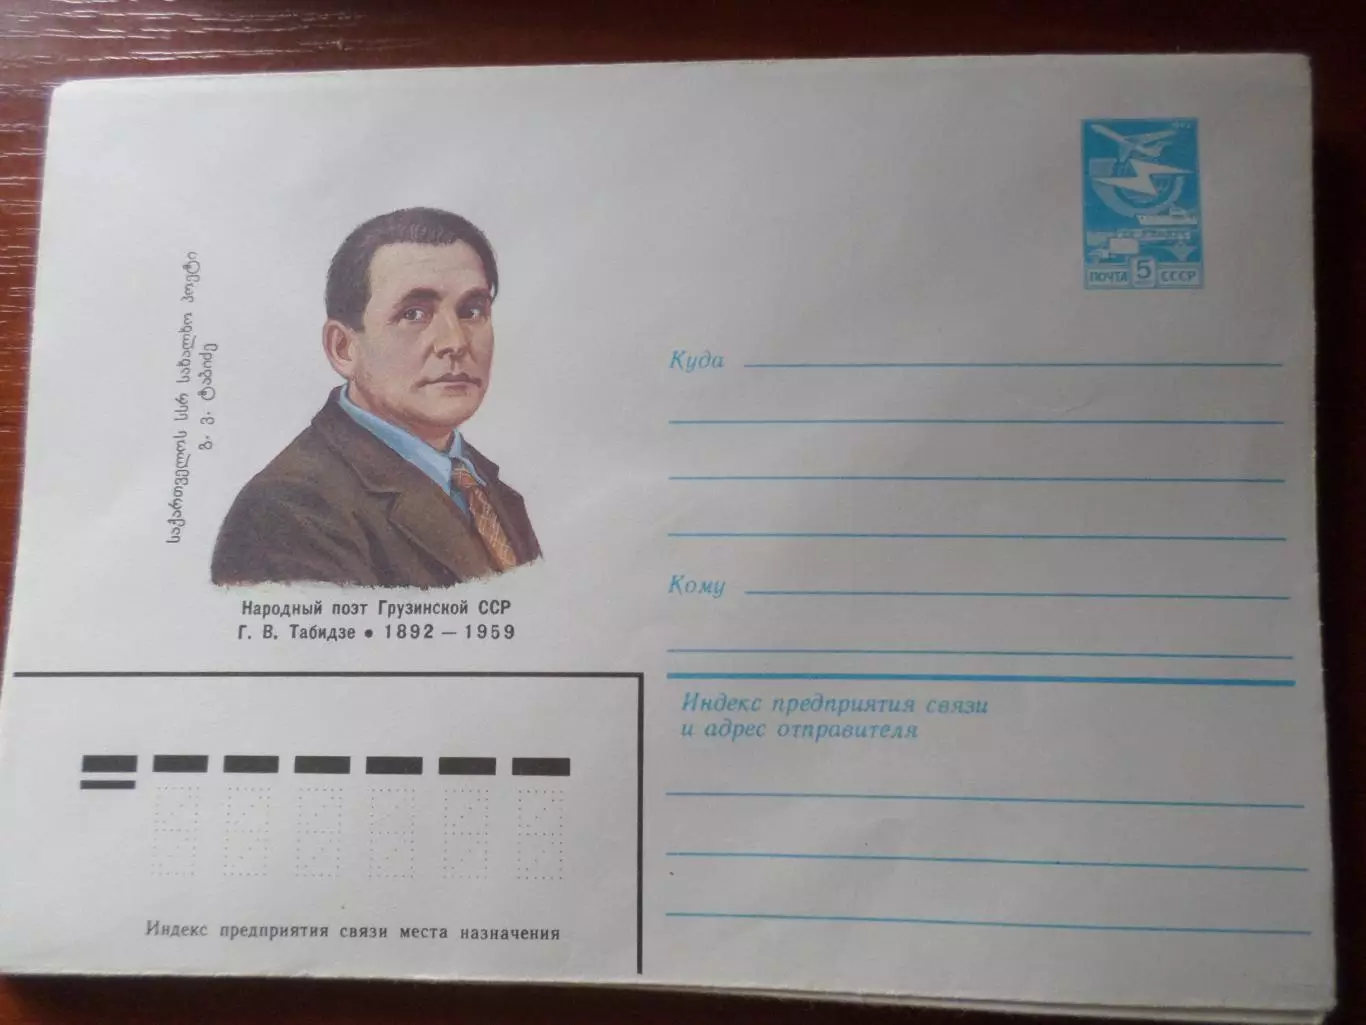 საქართველოს სსრ სახალხო პოეტი
გ. ვ. ტაბიძე
Народный поэт Грузинской ССР
Г. В. Табидзе • 1892 — 1959
ПОЧТА 5 СССР
Куда
Кому
Индекс предприятия связи
и адрес отправителя
Индекс предприятия связи места назначения